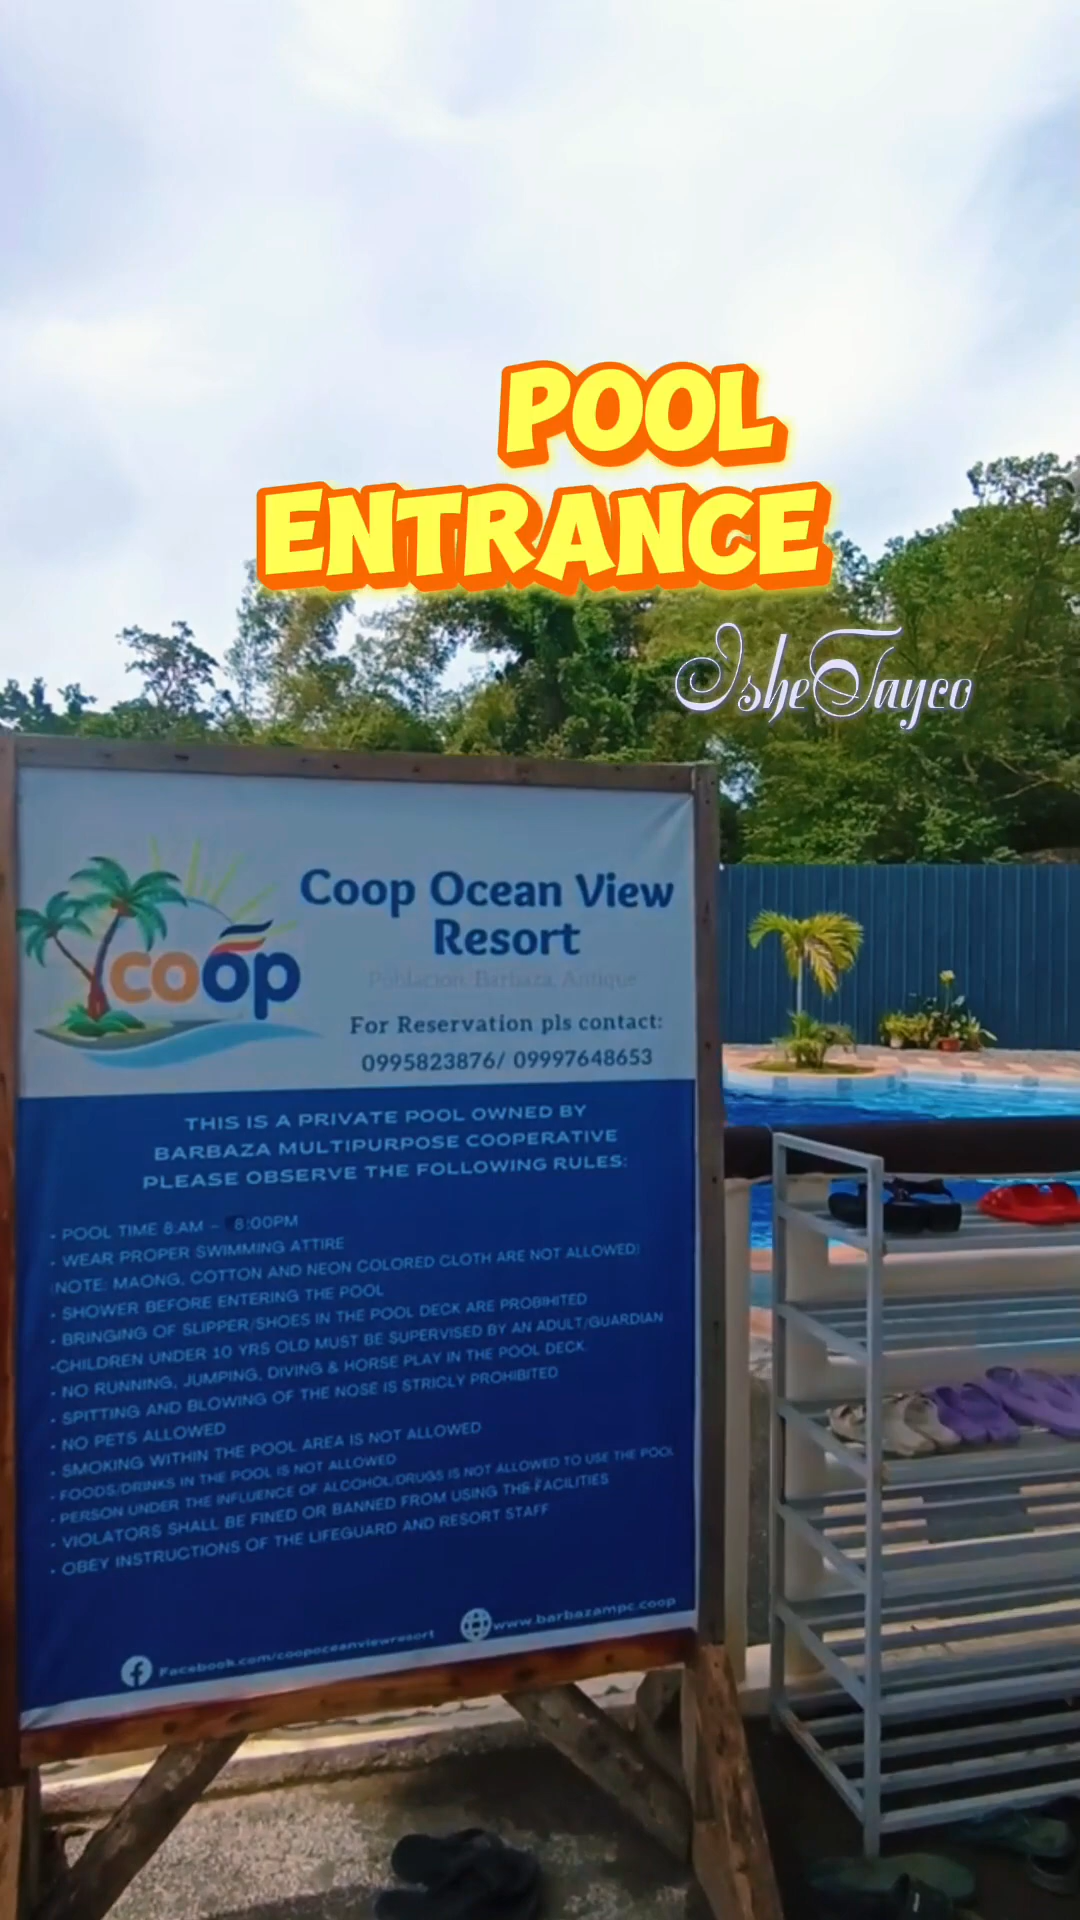 POOL
ENTRANCE
IsheTayco
coop
Coop Ocean View
Resort
Poblacion, Barbaza, Antique
For Reservation pls contact:
0995823876/ 09997648653
THIS IS A PRIVATE POOL OWNED BY
BARBAZA MULTIPURPOSE COOPERATIVE
PLEASE OBSERVE THE FOLLOWING RULES:
• POOL TIME 8:AM – 8:00PM
• WEAR PROPER SWIMMING ATTIRE
(NOTE: MAONG, COTTON AND NEON COLORED CLOTH ARE NOT ALLOWED)
• SHOWER BEFORE ENTERING THE POOL
• BRINGING OF SLIPPER/SHOES IN THE POOL DECK ARE PROBIHITED
•CHILDREN UNDER 10 YRS OLD MUST BE SUPERVISED BY AN ADULT/GUARDIAN
• NO RUNNING, JUMPING, DIVING & HORSE PLAY IN THE POOL DECK.
• SPITTING AND BLOWING OF THE NOSE IS STRICLY PROHIBITED
• NO PETS ALLOWED
• SMOKING WITHIN THE POOL AREA IS NOT ALLOWED
• FOODS/DRINKS IN THE POOL IS NOT ALLOWED
• PERSON UNDER THE INFLUENCE OF ALCOHOL/DRUGS IS NOT ALLOWED TO USE THE POOL
• VIOLATORS SHALL BE FINED OR BANNED FROM USING THE FACILITIES
• OBEY INSTRUCTIONS OF THE LIFEGUARD AND RESORT STAFF
Facebook.com/coopoceanviewresort
www.barbazampc.coop